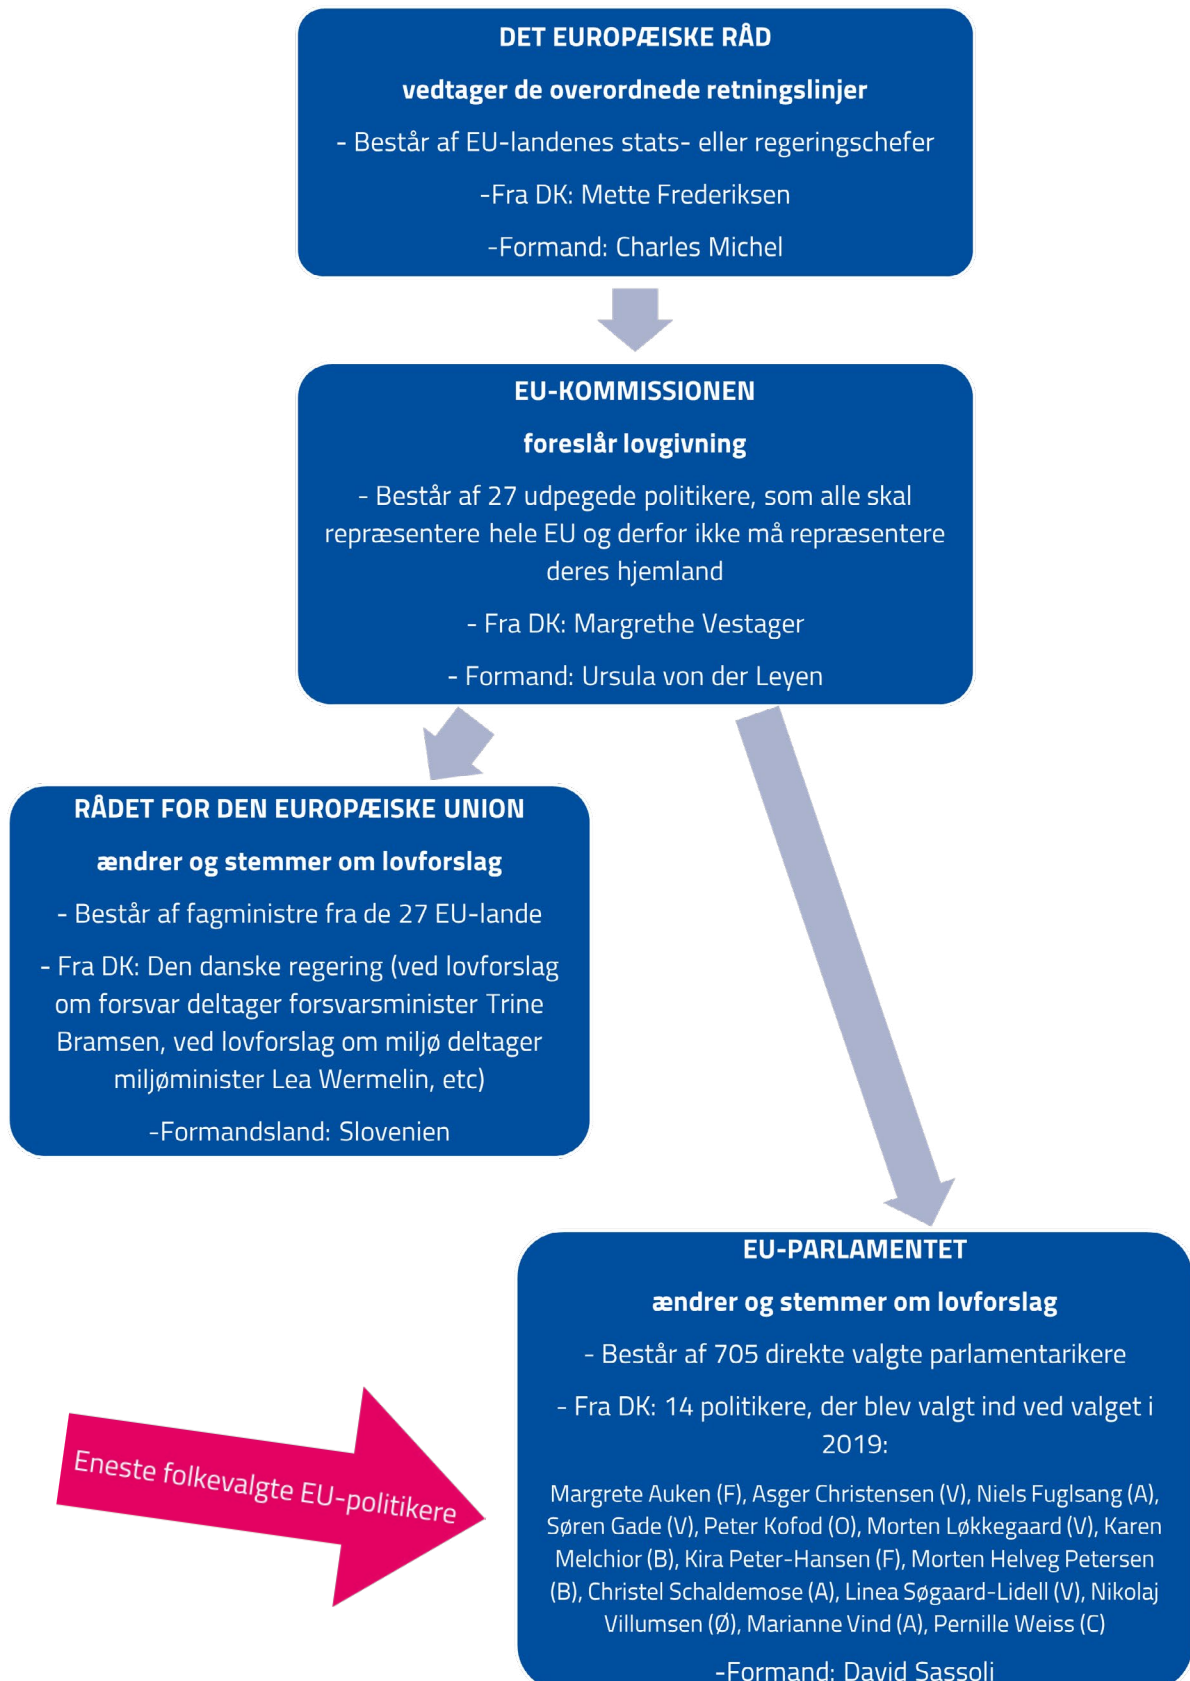 DET EUROPÆISKE RÅD
vedtager de overordnede retningslinjer
- Består af EU-landenes stats- eller regeringschefer
-Fra DK: Mette Frederiksen
-Formand: Charles Michel
EU-KOMMISSIONEN
foreslår lovgivning
- Består af 27 udpegede politikere, som alle skal
repræsentere hele EU og derfor ikke må repræsentere
deres hjemland
- Fra DK: Margrethe Vestager
- Formand: Ursula von der Leyen
RÅDET FOR DEN EUROPÆISKE UNION
ændrer og stemmer om lovforslag
- Består af fagministre fra de 27 EU-lande
- Fra DK: Den danske regering (ved lovforslag
om forsvar deltager forsvarsminister Trine
Bramsen, ved lovforslag om miljø deltager
miljøminister Lea Wermelin, etc)
-Formandsland: Slovenien
EU-PARLAMENTET
ændrer og stemmer om lovforslag
- Består af 705 direkte valgte parlamentarikere
- Fra DK: 14 politikere, der blev valgt ind ved valget i
2019:
Margrete Auken (F), Asger Christensen (V), Niels Fuglsang (A),
Søren Gade (V), Peter Kofod (O), Morten Løkkegaard (V), Karen
Melchior (B), Kira Peter-Hansen (F), Morten Helveg Petersen
(B), Christel Schaldemose (A), Linea Søgaard-Lidell (V), Nikolaj
Villumsen (Ø), Marianne Vind (A), Pernille Weiss (C)
-Formand: David Sassoli
Eneste folkevalgte EU-politikere